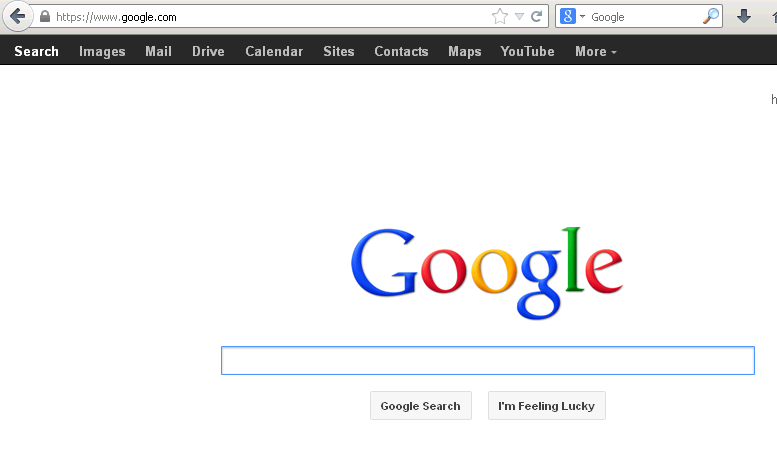 https://www.google.com Google
Search Images Mail Drive Calendar Sites Contacts Maps YouTube More
h
Google
Google Search I'm Feeling Lucky